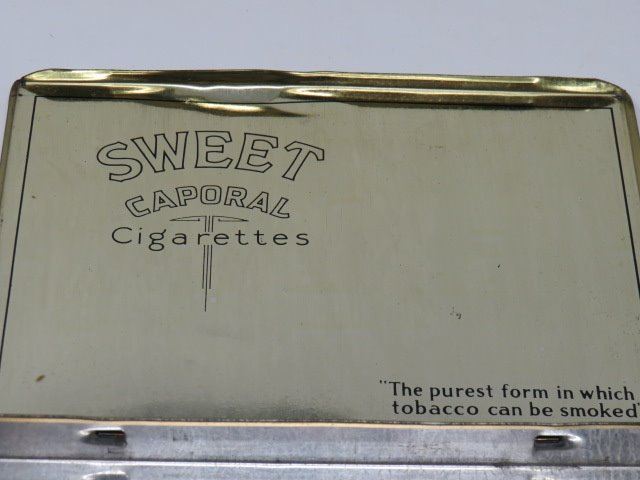 SWEET
CAPORAL
Cigarettes
"The purest form in which
tobacco can be smoked"